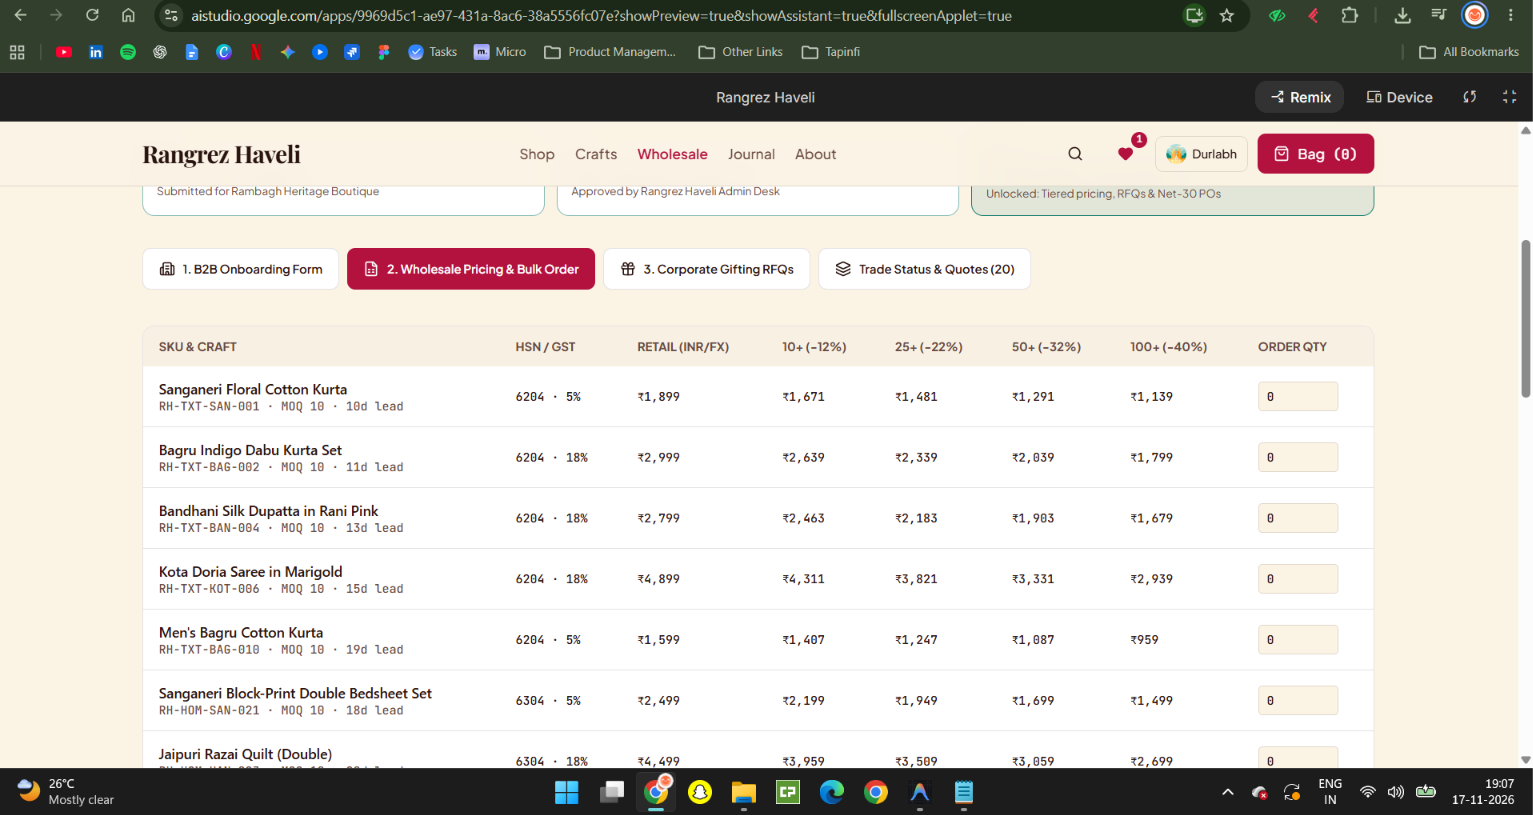 aistudio.google.com/apps/9969d5c1-ae97-431a-8ac6-38a5556fc07e?showPreview=true&showAssistant=true&fullscreenApplet=true
Tasks
Micro
Product Managem...
Other Links
Tapinfi
All Bookmarks
Rangrez Haveli
Remix
Device
Rangrez Haveli
Shop
Crafts
Wholesale
Journal
About
1
Durlabh
Bag (0)
Submitted for Rambagh Heritage Boutique
Approved by Rangrez Haveli Admin Desk
Unlocked: Tiered pricing, RFQs & Net-30 POs
1. B2B Onboarding Form
2. Wholesale Pricing & Bulk Order
3. Corporate Gifting RFQs
Trade Status & Quotes (20)
SKU & CRAFT HSN / GST RETAIL (INR/FX) 10+ (-12%) 25+ (-22%) 50+ (-32%) 100+ (-40%) ORDER QTY
Sanganeri Floral Cotton Kurta
RH-TXT-SAN-001 · MOQ 10 · 10d lead
6204 · 5% ₹1,899 ₹1,671 ₹1,481 ₹1,291 ₹1,139 0
Bagru Indigo Dabu Kurta Set
RH-TXT-BAG-002 · MOQ 10 · 11d lead
6204 · 18% ₹2,999 ₹2,639 ₹2,339 ₹2,039 ₹1,799 0
Bandhani Silk Dupatta in Rani Pink
RH-TXT-BAN-004 · MOQ 10 · 13d lead
6204 · 18% ₹2,799 ₹2,463 ₹2,183 ₹1,903 ₹1,679 0
Kota Doria Saree in Marigold
RH-TXT-KOT-006 · MOQ 10 · 15d lead
6204 · 18% ₹4,899 ₹4,311 ₹3,821 ₹3,331 ₹2,939 0
Men's Bagru Cotton Kurta
RH-TXT-BAG-010 · MOQ 10 · 19d lead
6204 · 5% ₹1,599 ₹1,407 ₹1,247 ₹1,087 ₹959 0
Sanganeri Block-Print Double Bedsheet Set
RH-HOM-SAN-021 · MOQ 10 · 18d lead
6304 · 5% ₹2,499 ₹2,199 ₹1,949 ₹1,699 ₹1,499 0
Jaipuri Razai Quilt (Double)
6304 · 18% ₹4,499 ₹3,959 ₹3,509 ₹3,059 ₹2,699 0
26°C
Mostly clear
ENG
IN
19:07
17-11-2026